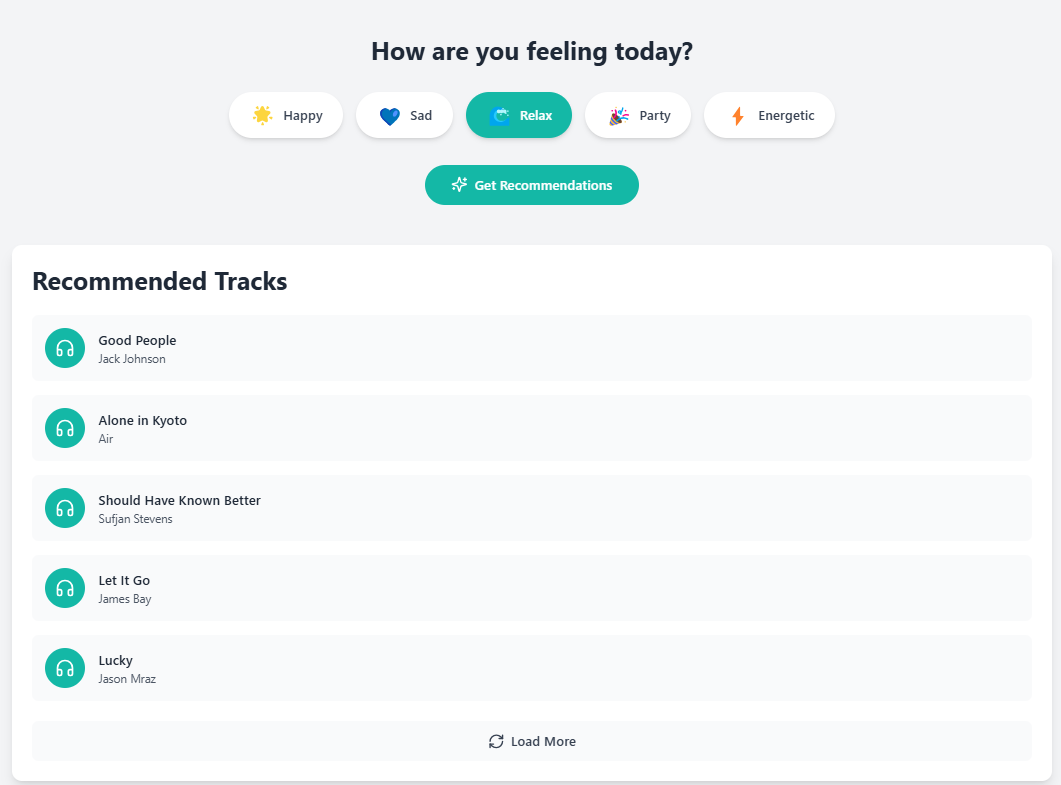 How are you feeling today?
Happy
Sad
Relax
Party
Energetic
Get Recommendations
Recommended Tracks
Good People
Jack Johnson
Alone in Kyoto
Air
Should Have Known Better
Sufjan Stevens
Let It Go
James Bay
Lucky
Jason Mraz
Load More